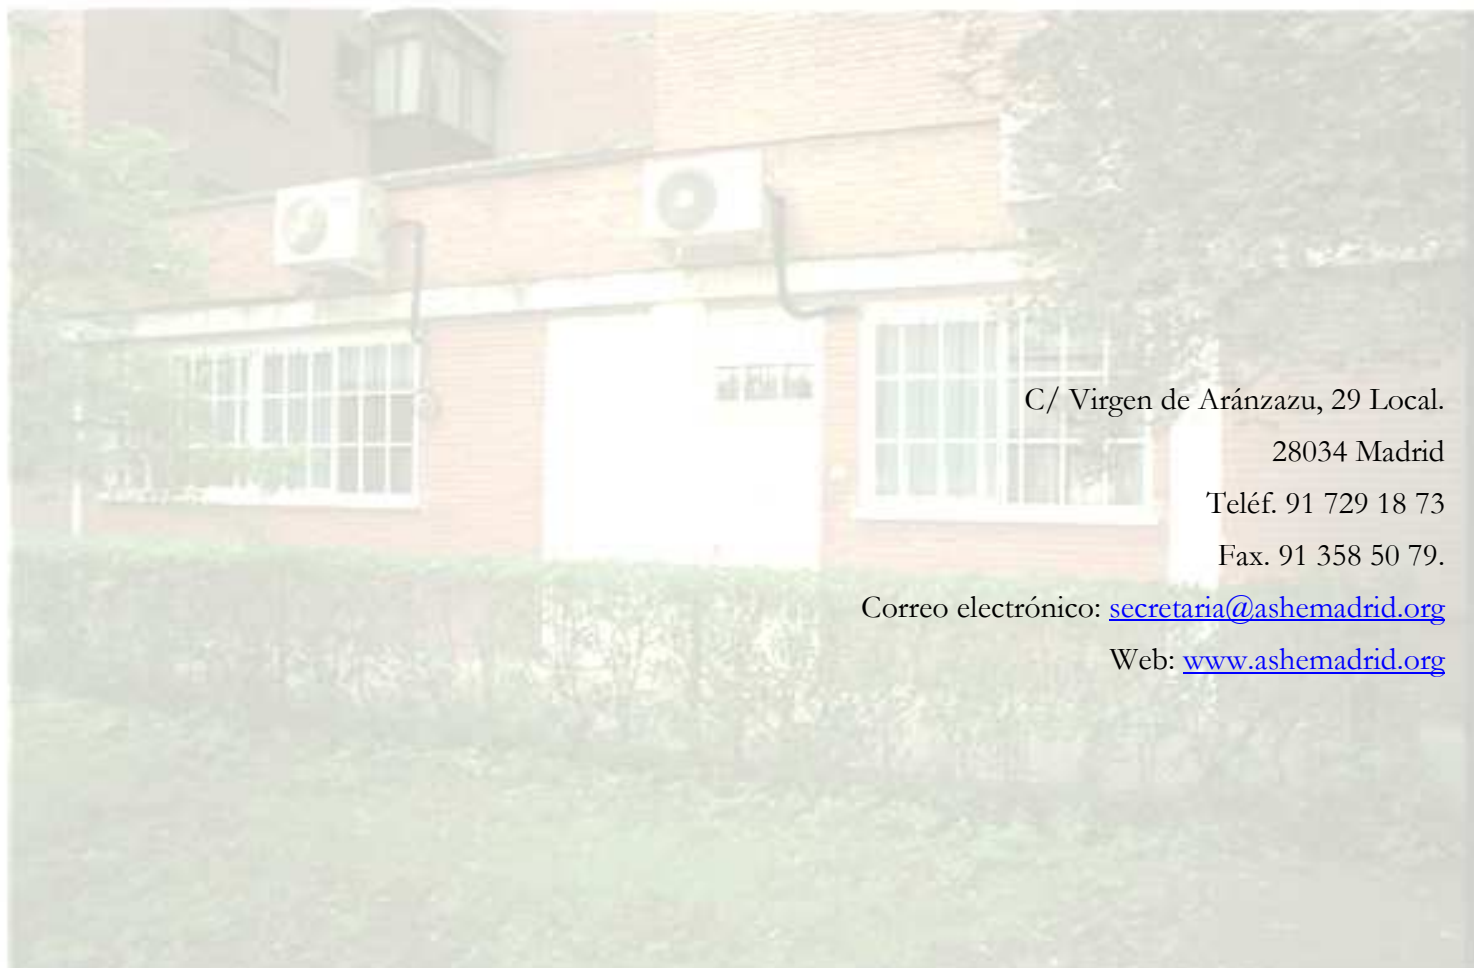 C/ Virgen de Aránzazu, 29 Local.
28034 Madrid
Teléf. 91 729 18 73
Fax. 91 358 50 79.
Correo electrónico: secretaria@ashemadrid.org
Web: www.ashemadrid.org